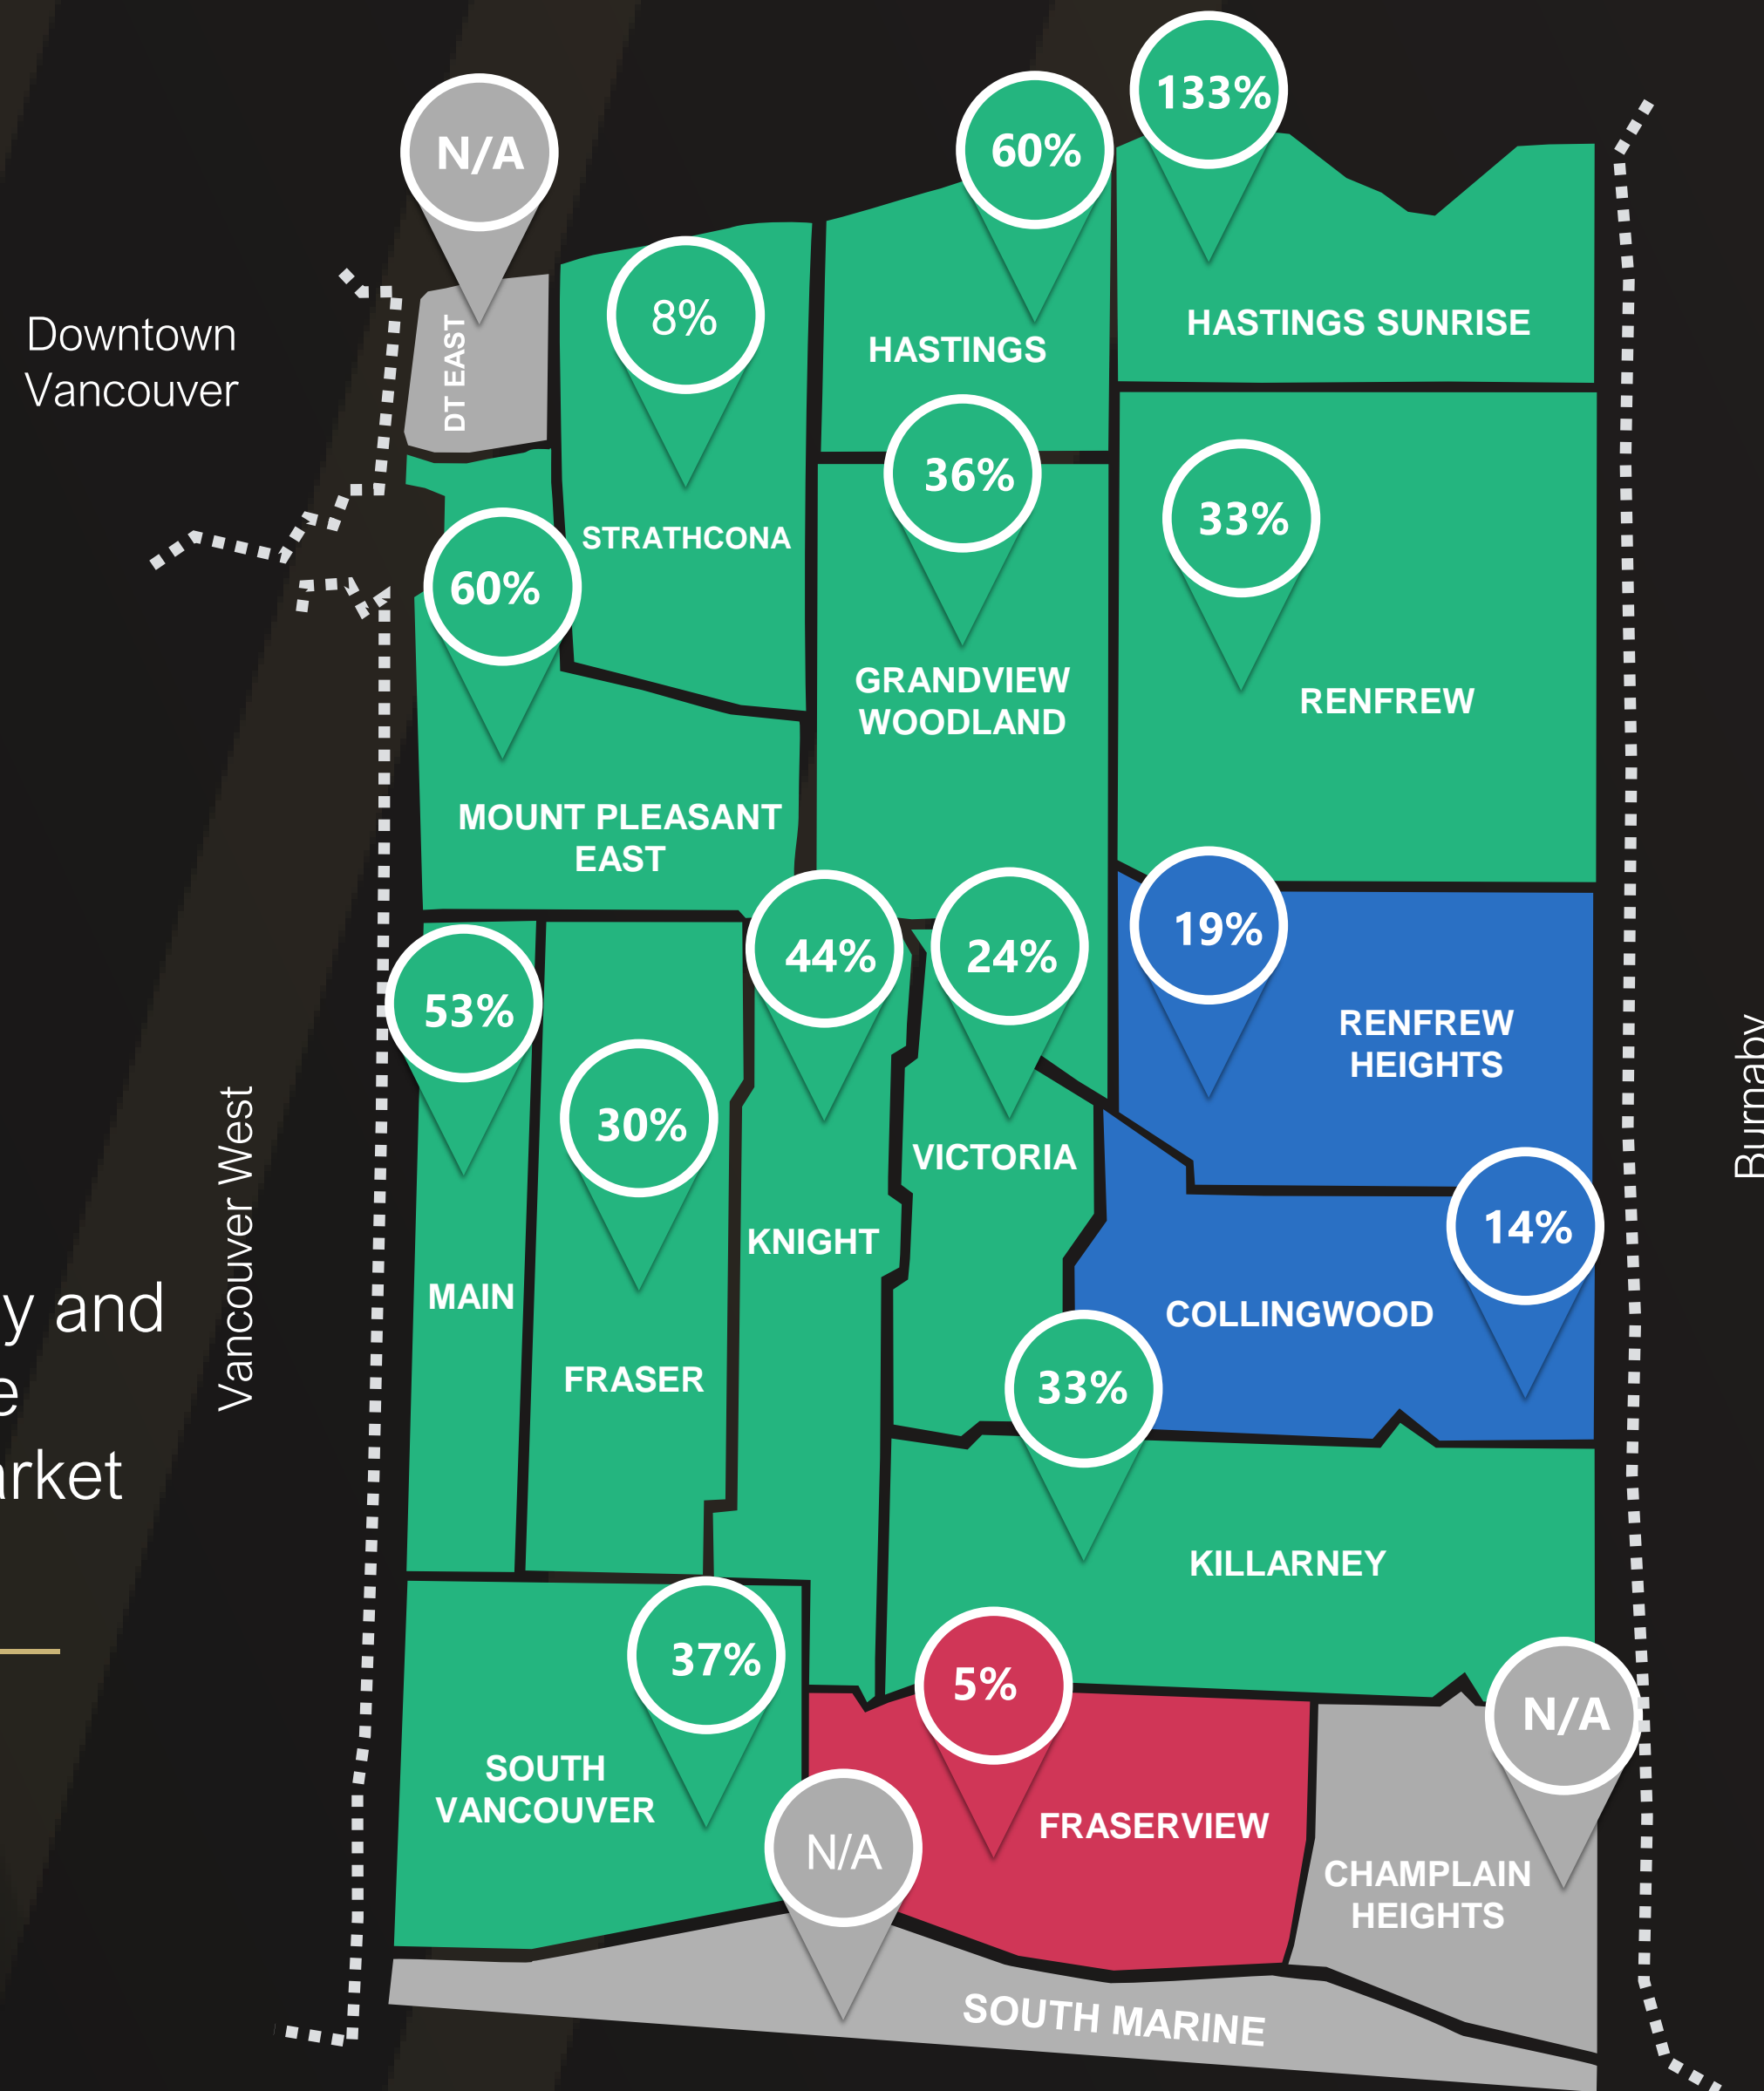 133%
60%
N/A
8%
Downtown
Vancouver
DT EAST
HASTINGS
HASTINGS SUNRISE
36%
33%
STRATHCONA
60%
GRANDVIEW
WOODLAND
RENFREW
MOUNT PLEASANT
EAST
19%
44%
24%
53%
RENFREW
HEIGHTS
Burnaby
30%
VICTORIA
Vancouver West
14%
KNIGHT
MAIN
COLLINGWOOD
y and
FRASER
33%
e
arket
KILLARNEY
37%
5%
N/A
SOUTH
VANCOUVER
FRASERVIEW
N/A
CHAMPLAIN
HEIGHTS
SOUTH MARINE